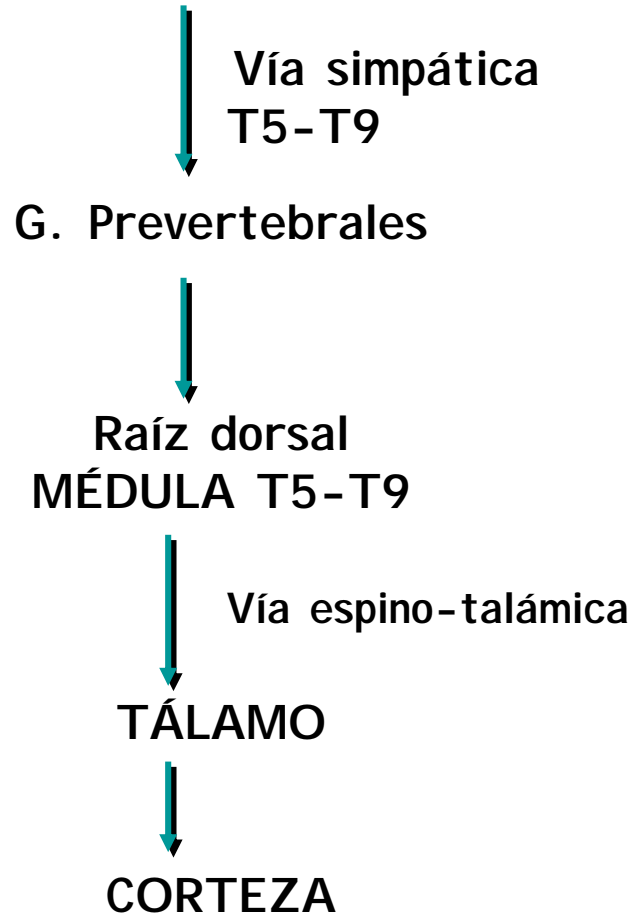 Vía simpática
T5-T9
G. Prevertebrales
Raíz dorsal
MÉDULA T5-T9
Vía espino-talámica
TÁLAMO
CORTEZA